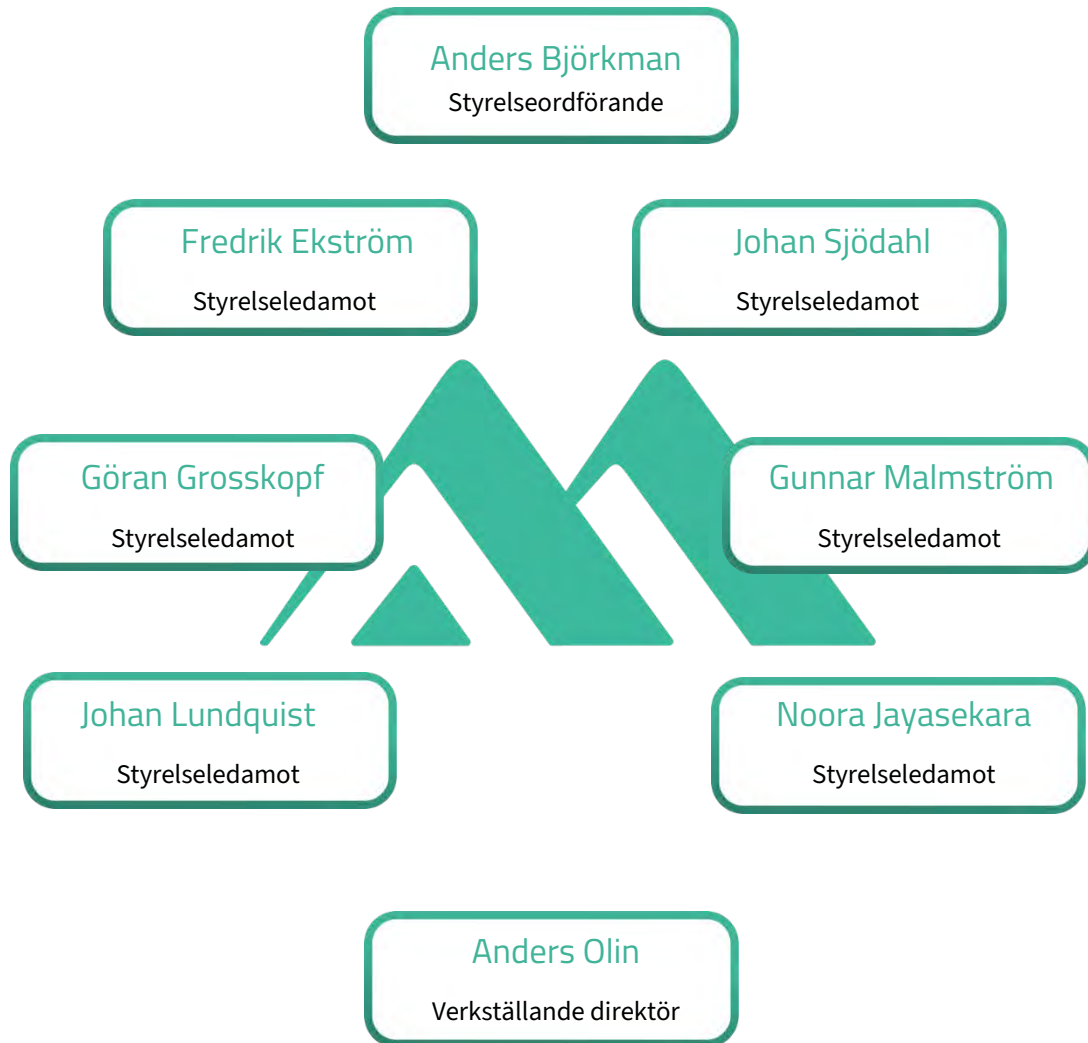 Anders Björkman
Styrelseordförande
Fredrik Ekström
Styrelseledamot
Johan Sjödahl
Styrelseledamot
Göran Grosskopf
Styrelseledamot
Gunnar Malmström
Styrelseledamot
Johan Lundquist
Styrelseledamot
Noora Jayasekara
Styrelseledamot
Anders Olin
Verkställande direktör